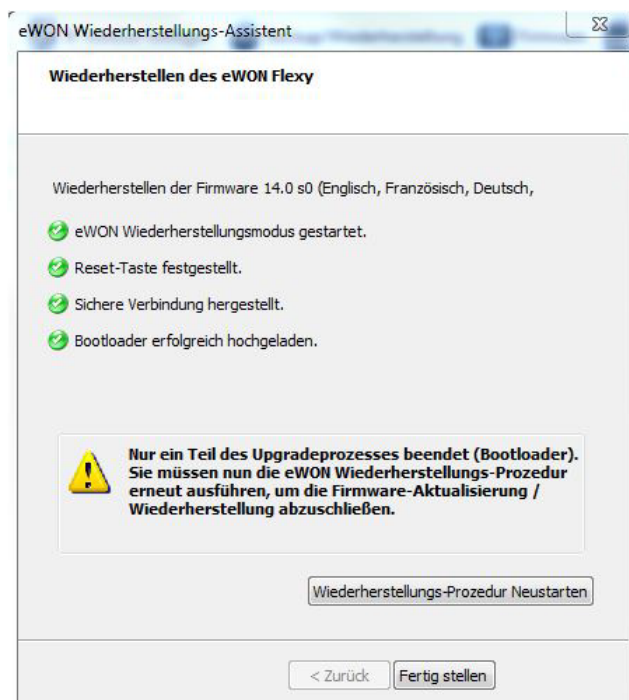 eWON Wiederherstellungs-Assistent
Wiederherstellen des eWON Flexy
Wiederherstellen der Firmware 14.0 s0 (Englisch, Französisch, Deutsch,
eWON Wiederherstellungsmodus gestartet.
Reset-Taste festgestellt.
Sichere Verbindung hergestellt.
Bootloader erfolgreich hochgeladen.
Nur ein Teil des Upgradeprozesses beendet (Bootloader).
Sie müssen nun die eWON Wiederherstellungs-Prozedur
erneut ausführen, um die Firmware-Aktualisierung /
Wiederherstellung abzuschließen.
Wiederherstellungs-Prozedur Neustarten
< Zurück
Fertig stellen